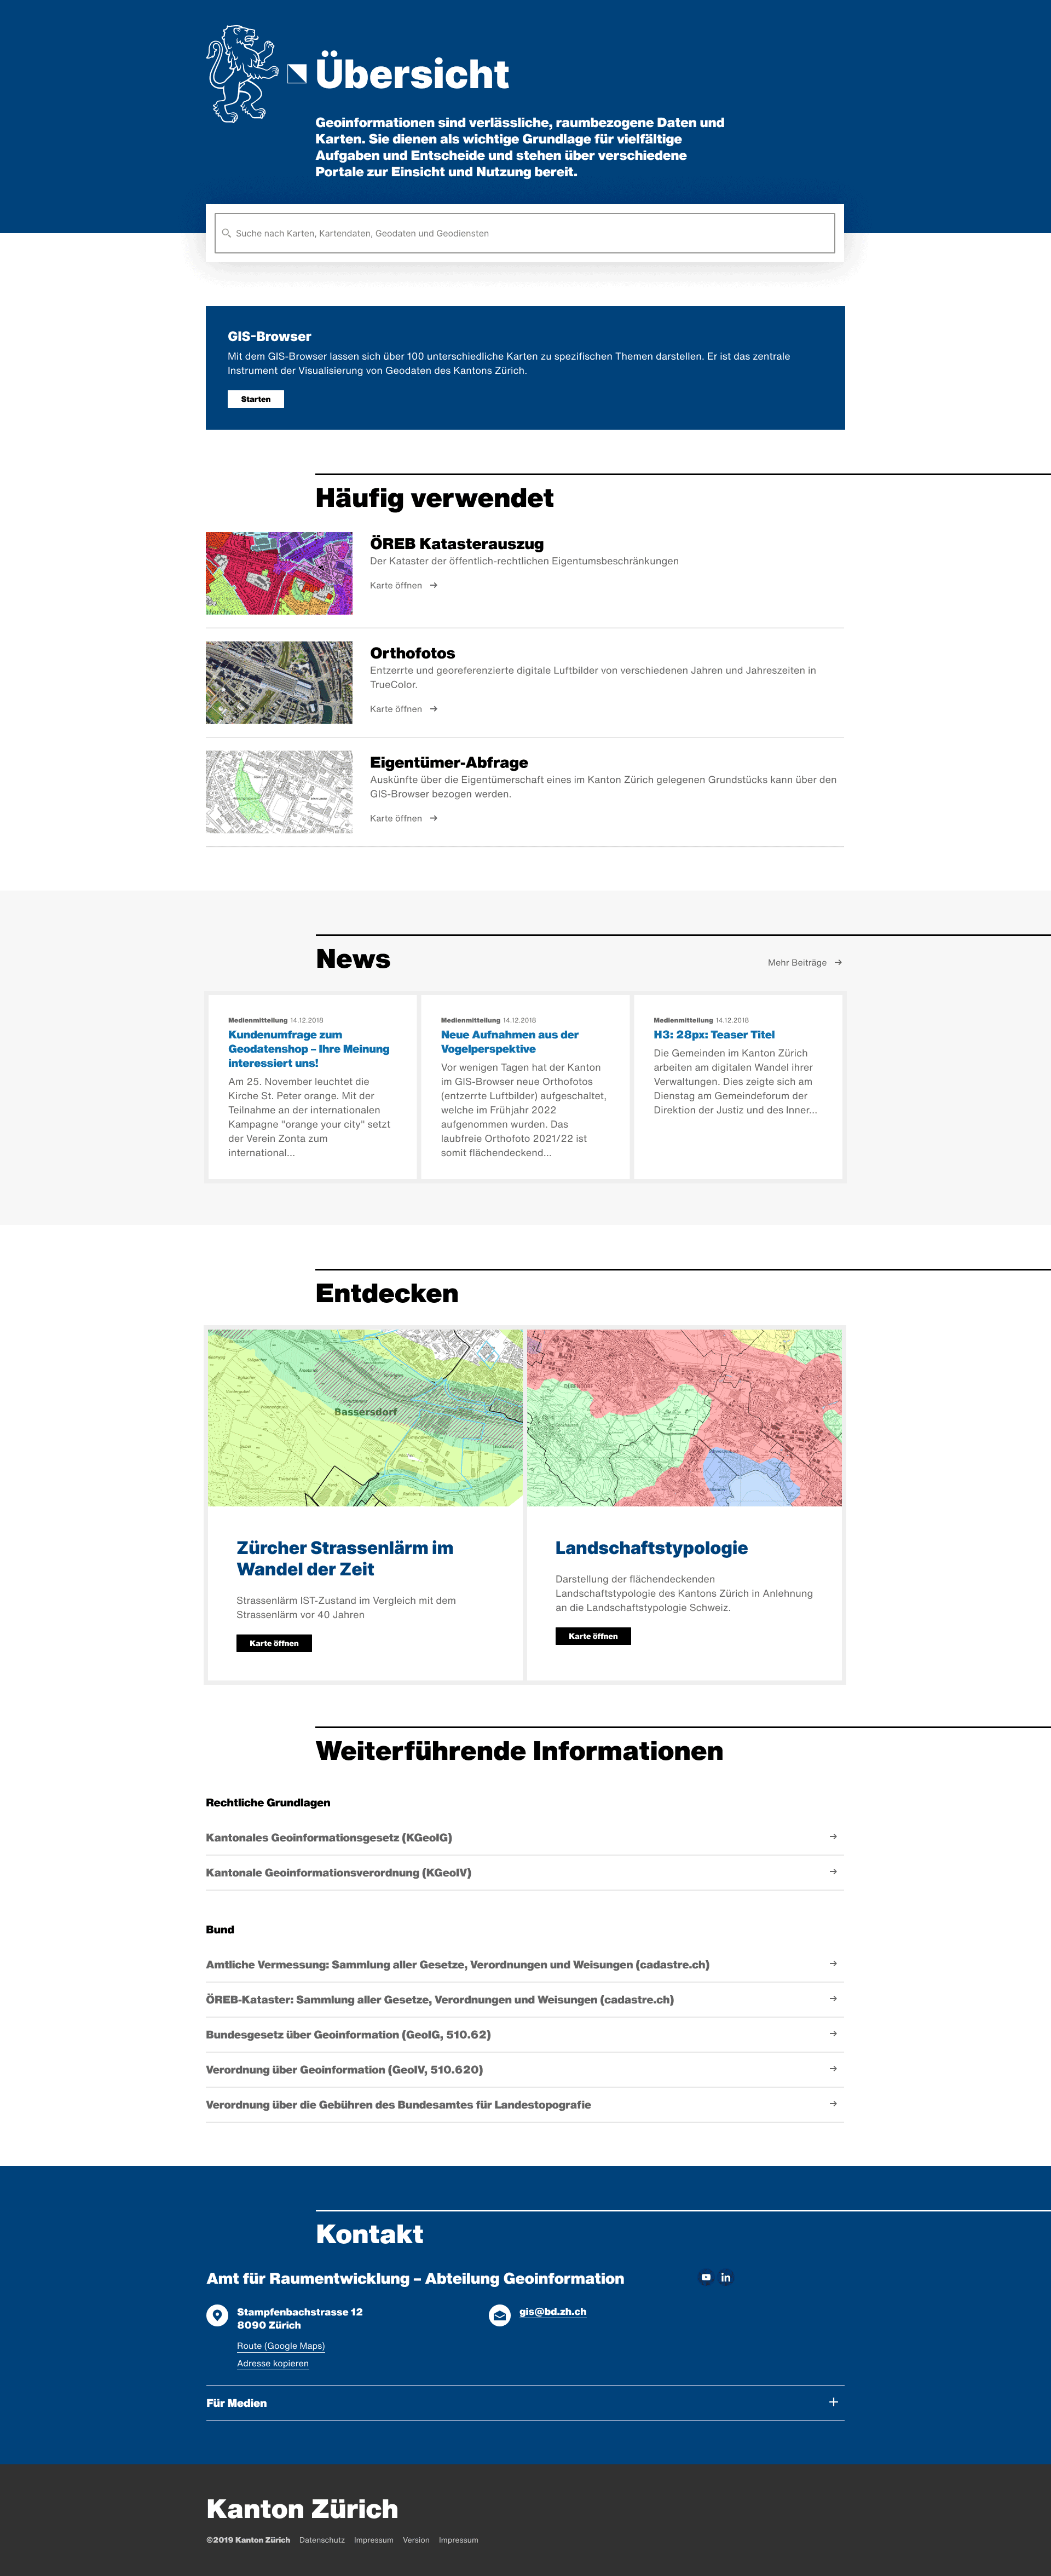 Übersicht
Geoinformationen sind verlässliche, raumbezogene Daten und
Karten. Sie dienen als wichtige Grundlage für vielfältige
Aufgaben und Entscheide und stehen über verschiedene
Portale zur Einsicht und Nutzung bereit.
Suche nach Karten, Kartendaten, Geodaten und Geodiensten
GIS-Browser
Mit dem GIS-Browser lassen sich über 100 unterschiedliche Karten zu spezifischen Themen darstellen. Er ist das zentrale
Instrument der Visualisierung von Geodaten des Kantons Zürich.
Starten
Häufig verwendet
ÖREB Katasterauszug
Der Kataster der öffentlich-rechtlichen Eigentumsbeschränkungen
Karte öffnen
Orthofotos
Entzerrte und georeferenzierte digitale Luftbilder von verschiedenen Jahren und Jahreszeiten in
TrueColor.
Karte öffnen
Eigentümer-Abfrage
Auskünfte über die Eigentümerschaft eines im Kanton Zürich gelegenen Grundstücks kann über den
GIS-Browser bezogen werden.
Karte öffnen
News
Mehr Beiträge
Medienmitteilung 14.12.2018
Kundenumfrage zum
Geodatenshop – Ihre Meinung
interessiert uns!
Am 25. November leuchtet die
Kirche St. Peter orange. Mit der
Teilnahme an der internationalen
Kampagne "orange your city" setzt
der Verein Zonta zum
international...
Medienmitteilung 14.12.2018
Neue Aufnahmen aus der
Vogelperspektive
Vor wenigen Tagen hat der Kanton
im GIS-Browser neue Orthofotos
(entzerrte Luftbilder) aufgeschaltet,
welche im Frühjahr 2022
aufgenommen wurden. Das
laubfreie Orthofoto 2021/22 ist
somit flächendeckend...
Medienmitteilung 14.12.2018
H3: 28px: Teaser Titel
Die Gemeinden im Kanton Zürich
arbeiten am digitalen Wandel ihrer
Verwaltungen. Dies zeigte sich am
Dienstag am Gemeindeforum der
Direktion der Justiz und des Inner...
Entdecken
Bassersdorf
Zürcher Strassenlärm im
Wandel der Zeit
Strassenlärm IST-Zustand im Vergleich mit dem
Strassenlärm vor 40 Jahren
Karte öffnen
Landschaftstypologie
Darstellung der flächendeckenden
Landschaftstypologie des Kantons Zürich in Anlehnung
an die Landschaftstypologie Schweiz.
Karte öffnen
Weiterführende Informationen
Rechtliche Grundlagen
Kantonales Geoinformationsgesetz (KGeoIG)
Kantonale Geoinformationsverordnung (KGeoIV)
Bund
Amtliche Vermessung: Sammlung aller Gesetze, Verordnungen und Weisungen (cadastre.ch)
ÖREB-Kataster: Sammlung aller Gesetze, Verordnungen und Weisungen (cadastre.ch)
Bundesgesetz über Geoinformation (GeoIG, 510.62)
Verordnung über Geoinformation (GeoIV, 510.620)
Verordnung über die Gebühren des Bundesamtes für Landestopografie
Kontakt
Amt für Raumentwicklung – Abteilung Geoinformation
in
Stampfenbachstrasse 12
8090 Zürich
Route (Google Maps)
Adresse kopieren
gis@bd.zh.ch
Für Medien
Kanton Zürich
©2019 Kanton Zürich Datenschutz Impressum Version Impressum